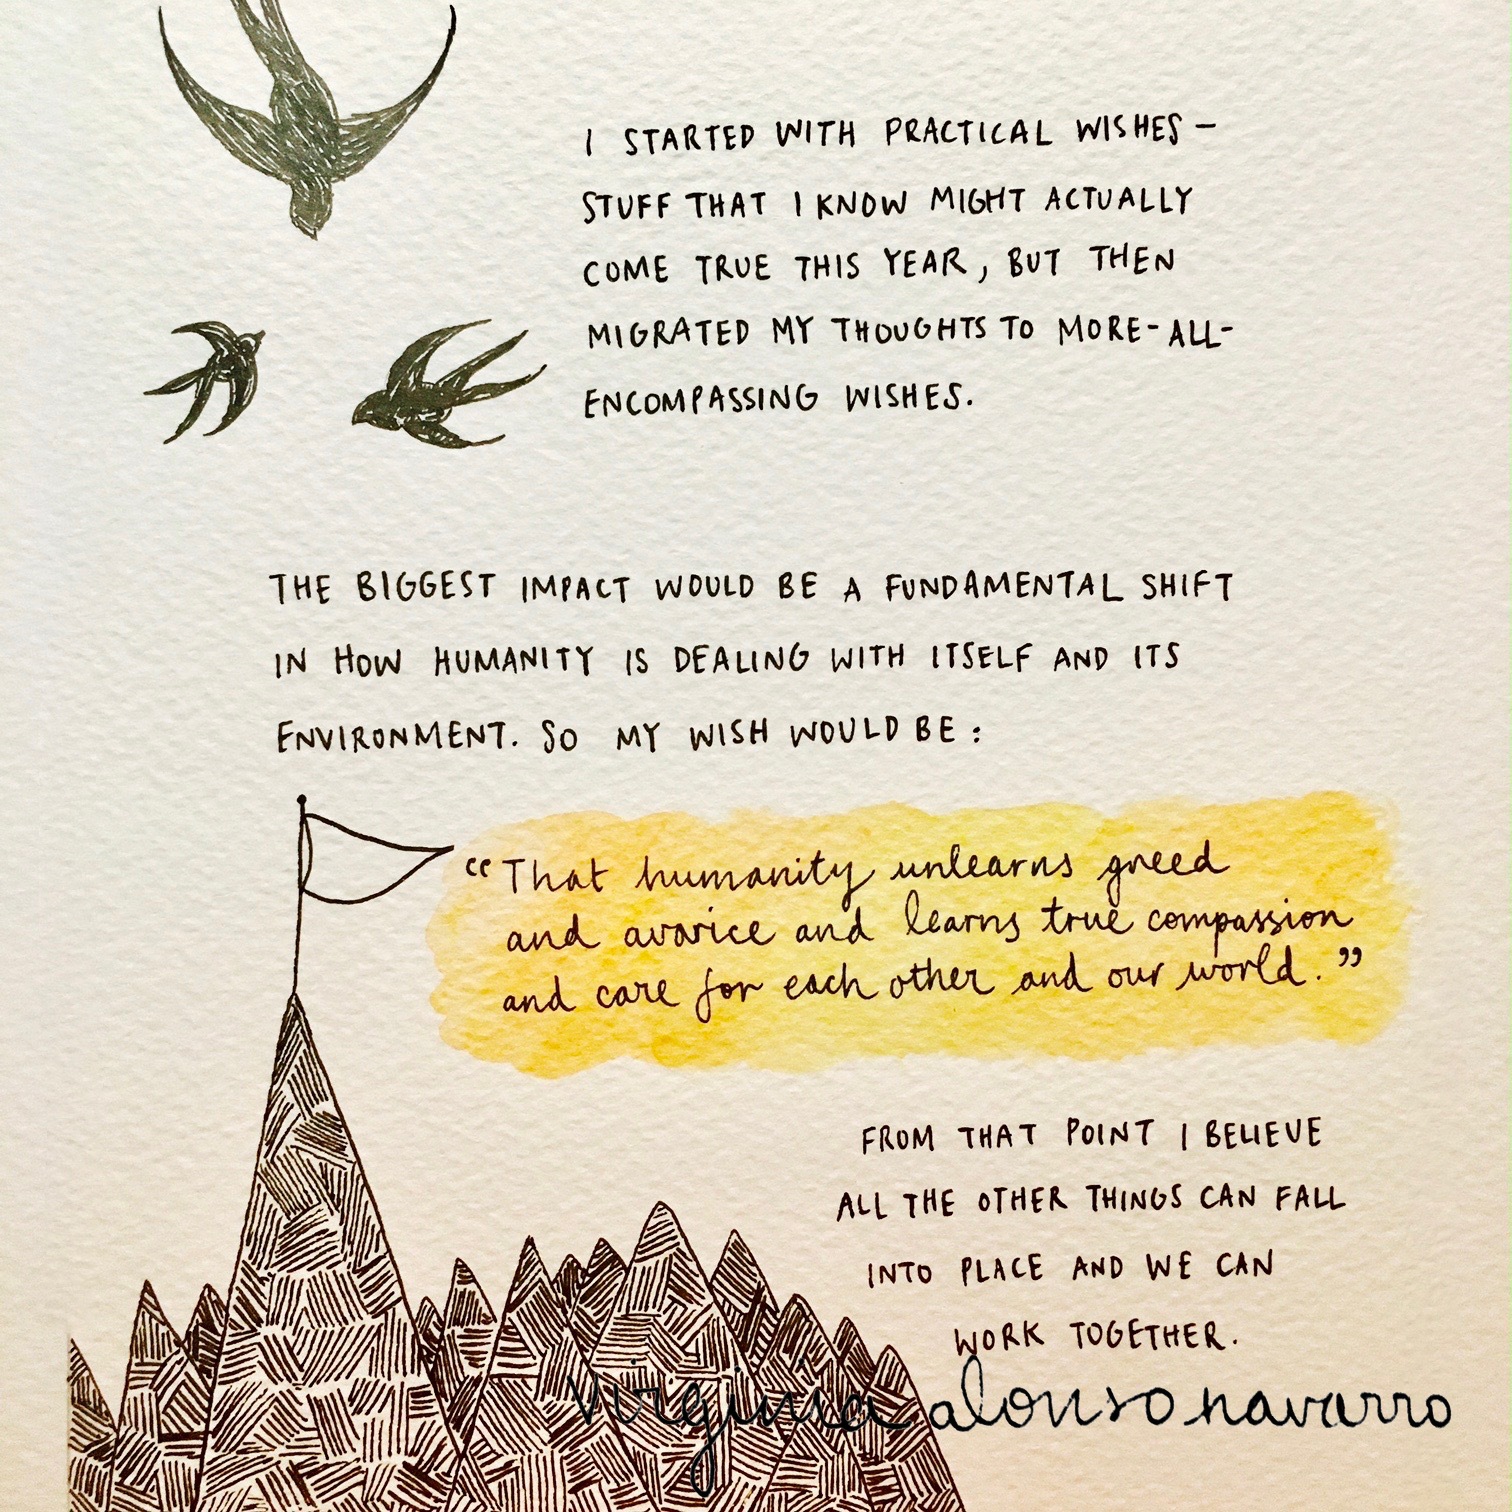 I STARTED WITH PRACTICAL WISHES -
STUFF THAT I KNOW MIGHT ACTUALLY
COME TRUE THIS YEAR, BUT THEN
MIGRATED MY THOUGHTS TO MORE-ALL-
ENCOMPASSING WISHES.
THE BIGGEST IMPACT WOULD BE A FUNDAMENTAL SHIFT
IN HOW HUMANITY IS DEALING WITH ITSELF AND ITS
ENVIRONMENT. SO MY WISH WOULD BE:
“That humanity unlearns greed
and avarice and learns true compassion
and care for each other and our world.”
FROM THAT POINT I BELIEVE
ALL THE OTHER THINGS CAN FALL
INTO PLACE AND WE CAN
WORK TOGETHER.
virginia alonso navarro